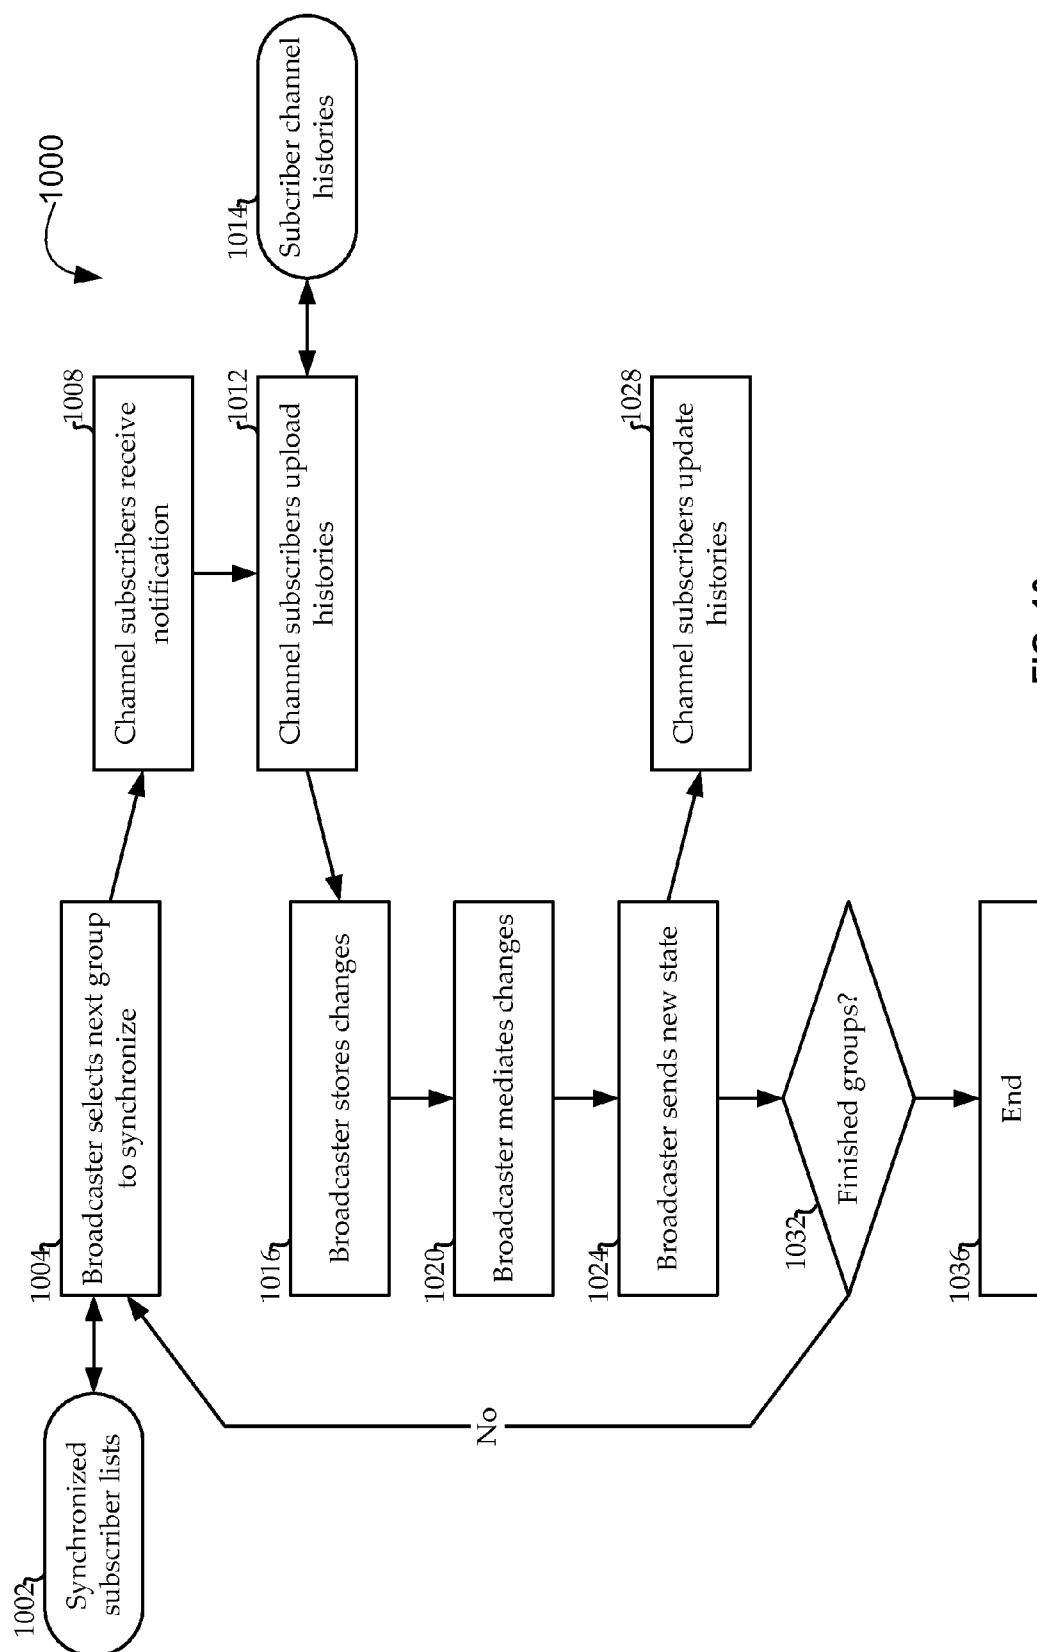 1000
1002
Synchronized
subscriber lists
1004
Broadcaster selects next group
to synchronize
1008
Channel subscribers receive
notification
1012
Channel subscribers upload
histories
1014
Subcriber channel
histories
1016
Broadcaster stores changes
1020
Broadcaster mediates changes
1024
Broadcaster sends new state
1028
Channel subscribers update
histories
1032
Finished groups?
No
1036
End